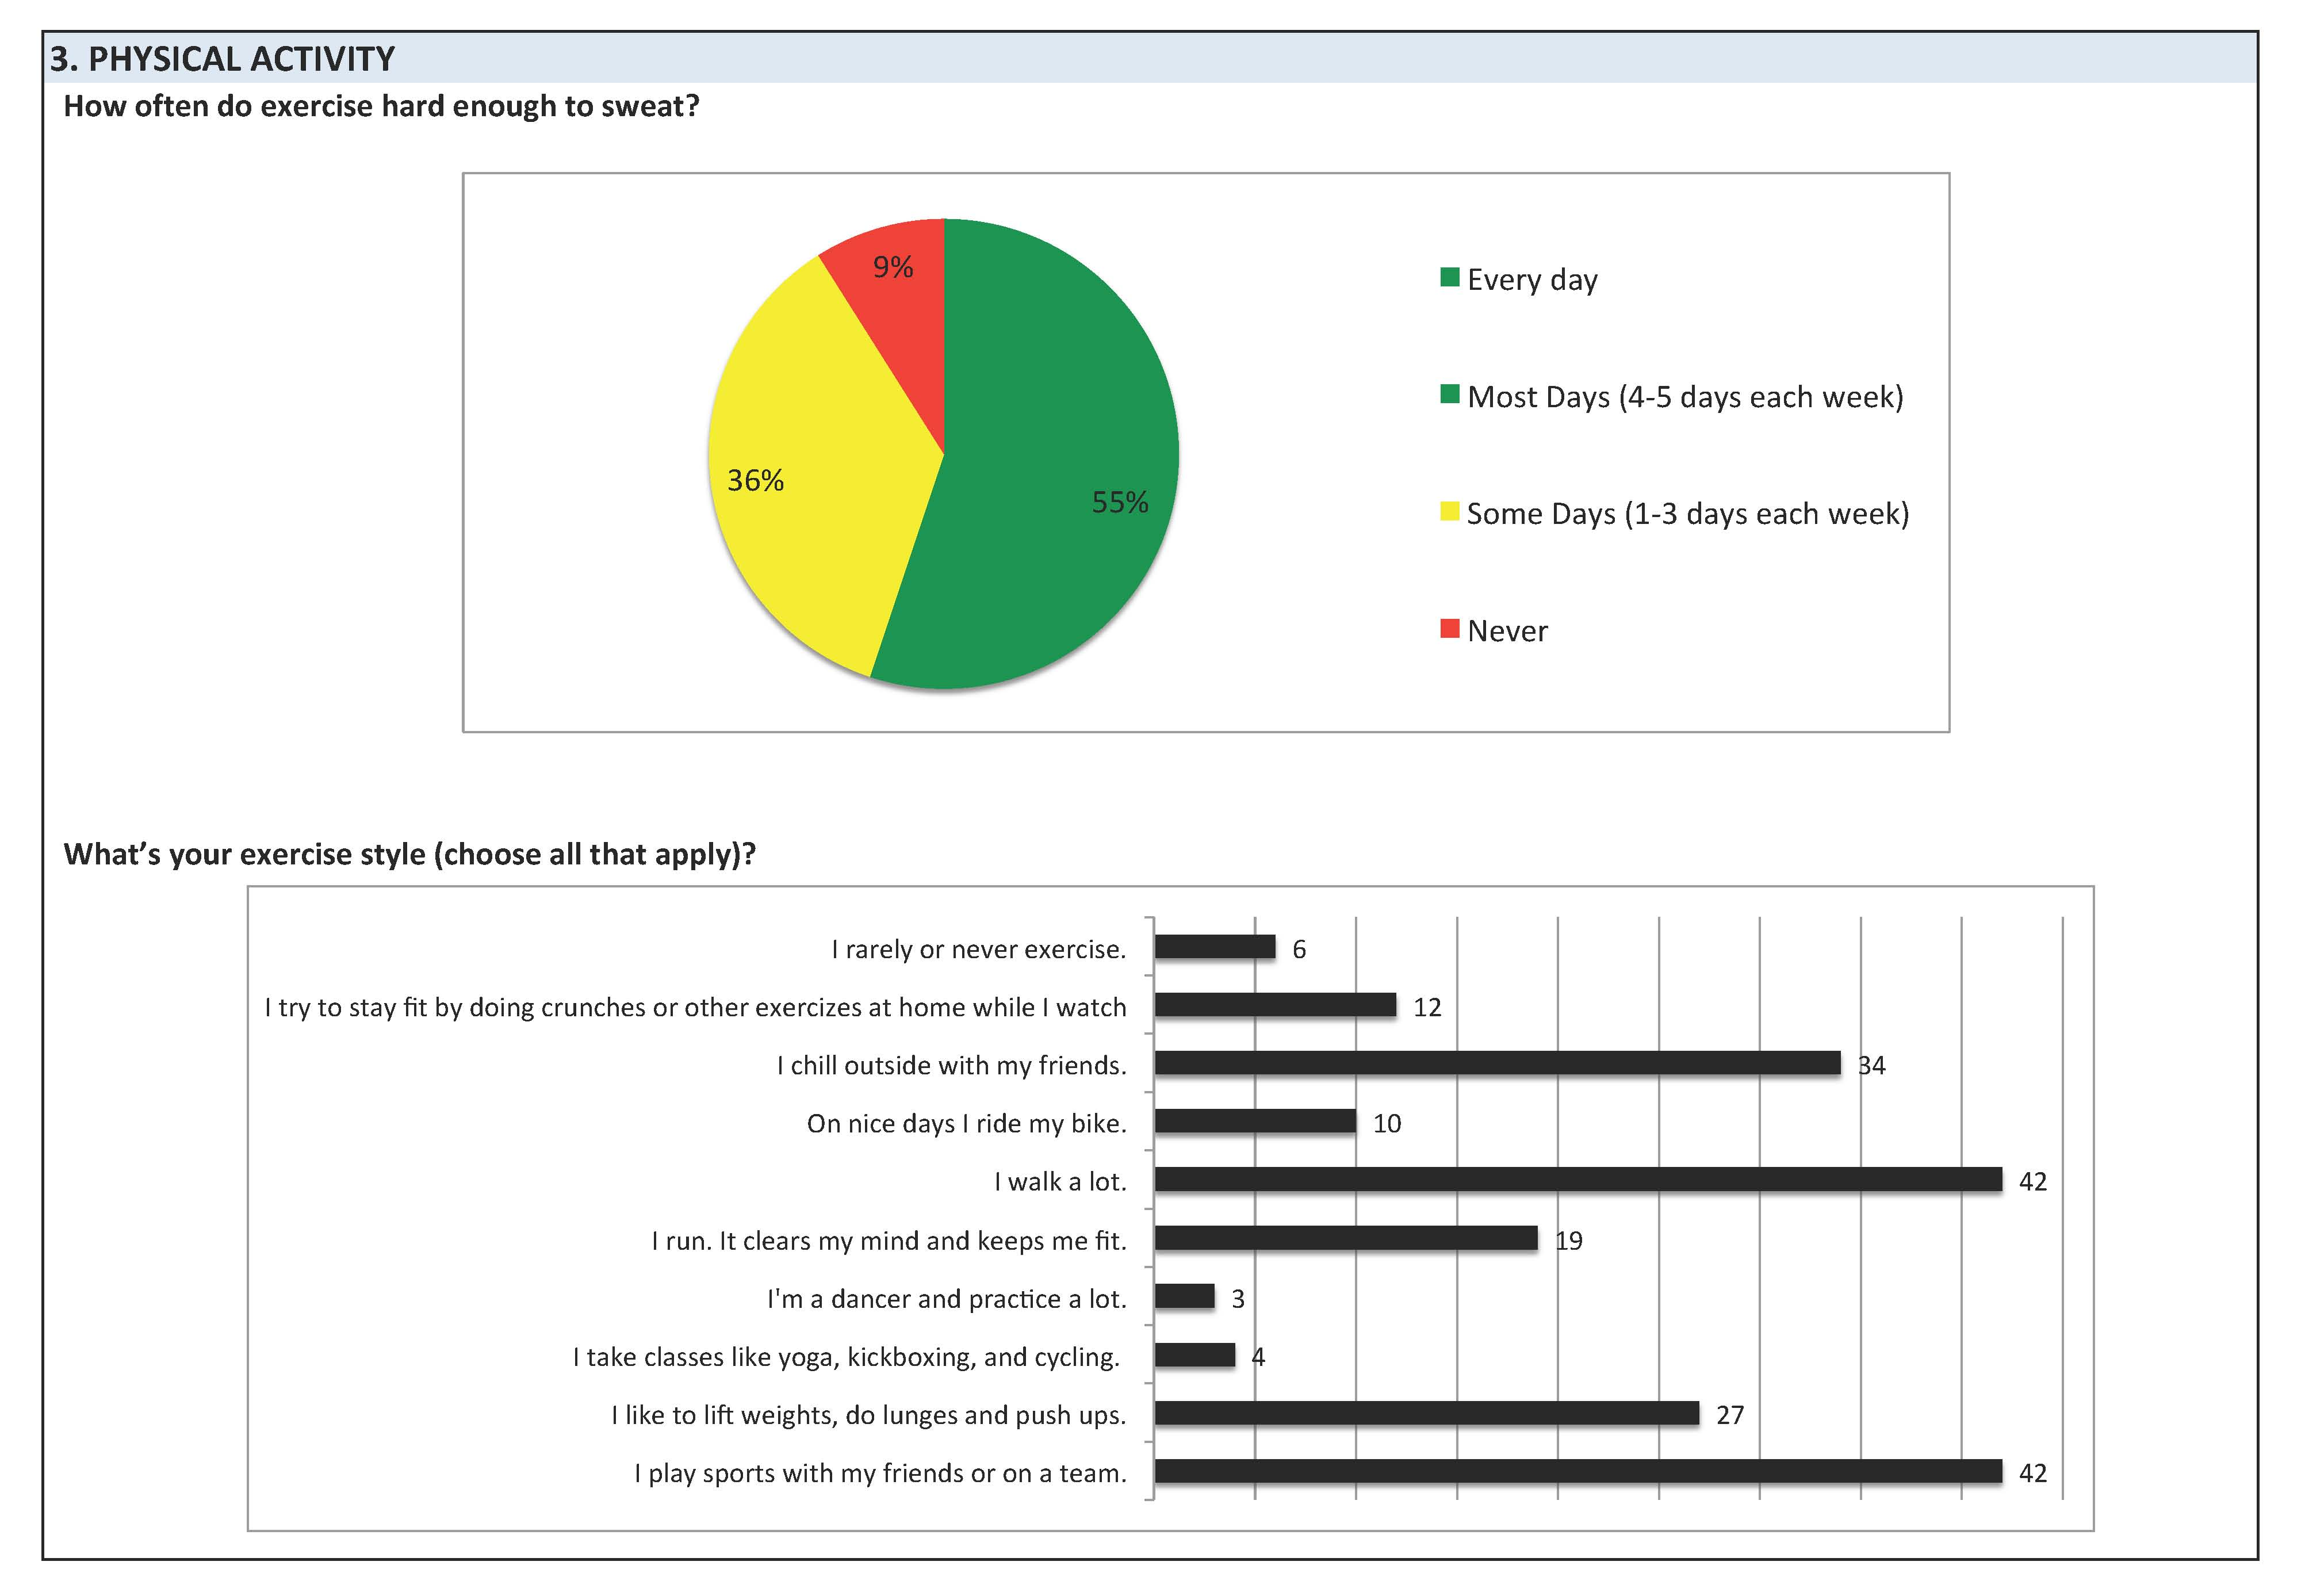 3. PHYSICAL ACTIVITY
How often do exercise hard enough to sweat?
9%
36%
55%
Every day
Most Days (4-5 days each week)
Some Days (1-3 days each week)
Never
What’s your exercise style (choose all that apply)?
I rarely or never exercise. 6
I try to stay fit by doing crunches or other exercizes at home while I watch 12
I chill outside with my friends. 34
On nice days I ride my bike. 10
I walk a lot. 42
I run. It clears my mind and keeps me fit. 19
I'm a dancer and practice a lot. 3
I take classes like yoga, kickboxing, and cycling. 4
I like to lift weights, do lunges and push ups. 27
I play sports with my friends or on a team. 42